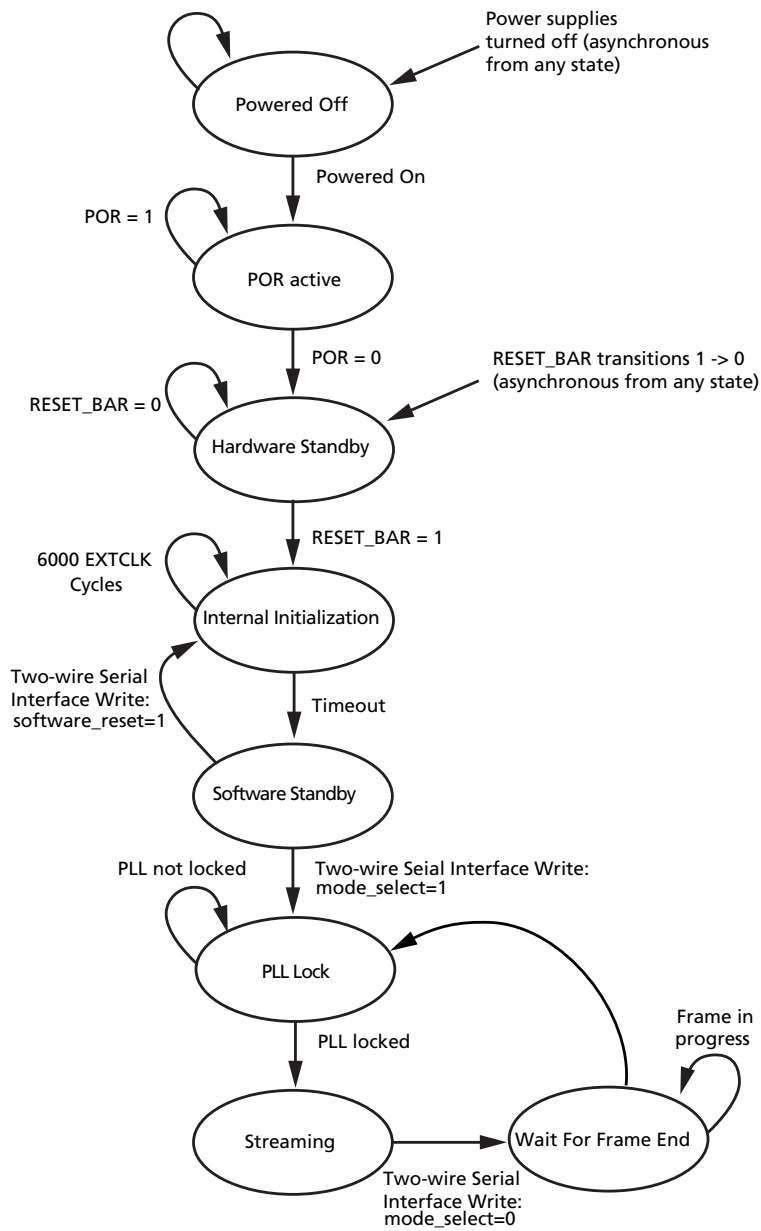 Power supplies
turned off (asynchronous
from any state)
Powered Off
Powered On
POR = 1
POR active
POR = 0
RESET_BAR transitions 1 -> 0
(asynchronous from any state)
RESET_BAR = 0
Hardware Standby
RESET_BAR = 1
6000 EXTCLK
Cycles
Internal Initialization
Two-wire Serial
Interface Write:
software_reset=1
Timeout
Software Standby
PLL not locked
Two-wire Seial Interface Write:
mode_select=1
PLL Lock
Frame in
progress
PLL locked
Streaming
Wait For Frame End
Two-wire Serial
Interface Write:
mode_select=0